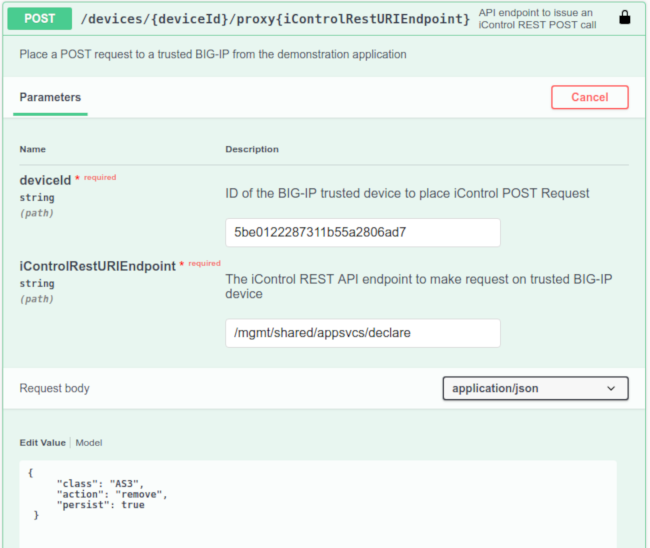 POST /devices/{deviceId}/proxy{iControlRestURIEndpoint} API endpoint to issue an
iControl REST POST call
Place a POST request to a trusted BIG-IP from the demonstration application
Parameters Cancel
Name Description
deviceId * required
string
(path)
ID of the BIG-IP trusted device to place iControl POST Request
5be0122287311b55a2806ad7
iControlRestURIEndpoint * required
string
(path)
The iControl REST API endpoint to make request on trusted BIG-IP
device
/mgmt/shared/appsvcs/declare
Request body application/json
Edit Value | Model
{
"class": "AS3",
"action": "remove",
"persist": true
}